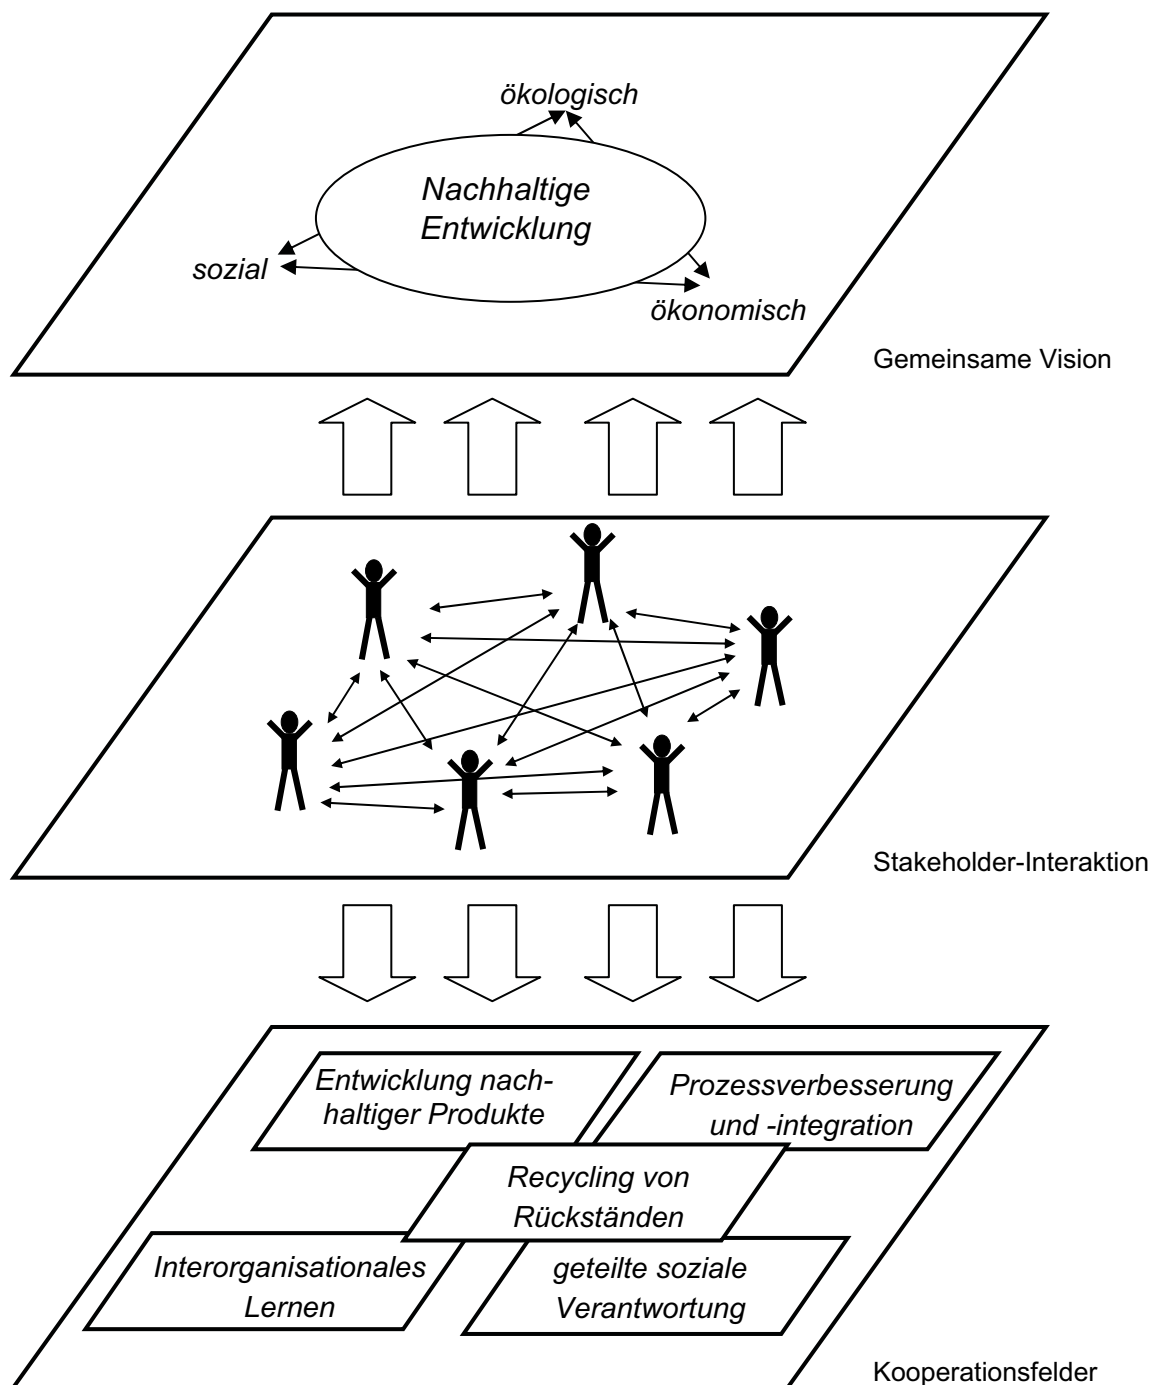 ökologisch
Nachhaltige
Entwicklung
sozial
ökonomisch
Gemeinsame Vision
Stakeholder-Interaktion
Entwicklung nach-
haltiger Produkte
Prozessverbesserung
und -integration
Recycling von
Rückständen
Interorganisationales
Lernen
geteilte soziale
Verantwortung
Kooperationsfelder